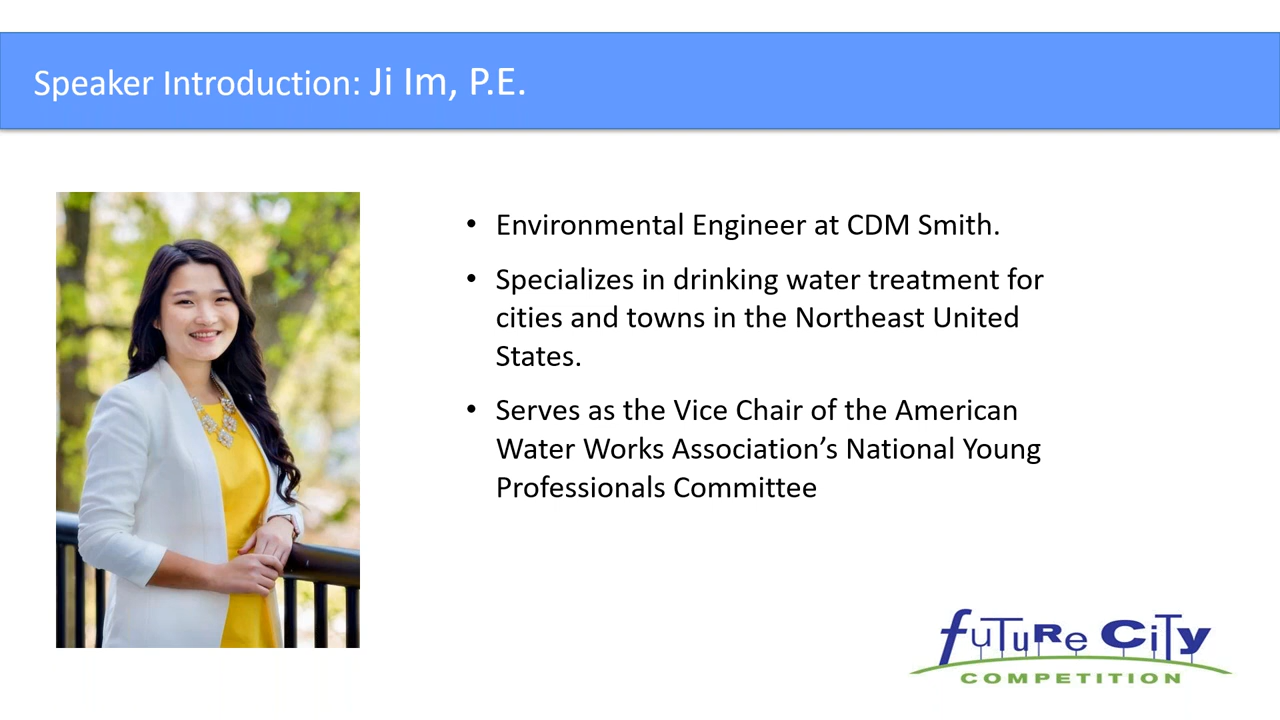 Speaker Introduction: Ji Im, P.E.
• Environmental Engineer at CDM Smith.
• Specializes in drinking water treatment for
cities and towns in the Northeast United
States.
• Serves as the Vice Chair of the American
Water Works Association’s National Young
Professionals Committee
fuTuRe CiTy
COMPETITION